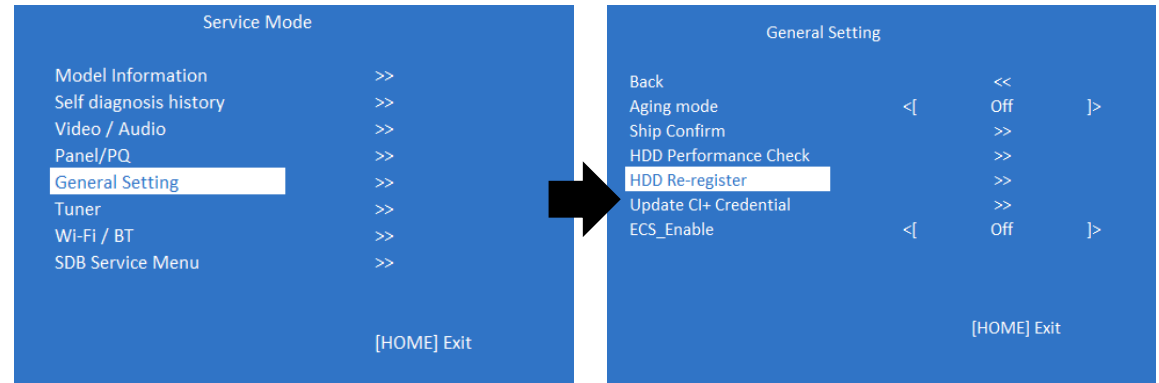 Service Mode
Model Information >>
Self diagnosis history >>
Video / Audio >>
Panel/PQ >>
General Setting >>
Tuner >>
Wi-Fi / BT >>
SDB Service Menu >>
[HOME] Exit
General Setting
Back <<
Aging mode <[ Off ]>
Ship Confirm >>
HDD Performance Check >>
HDD Re-register >>
Update CI+ Credential >>
ECS_Enable <[ Off ]>
[HOME] Exit